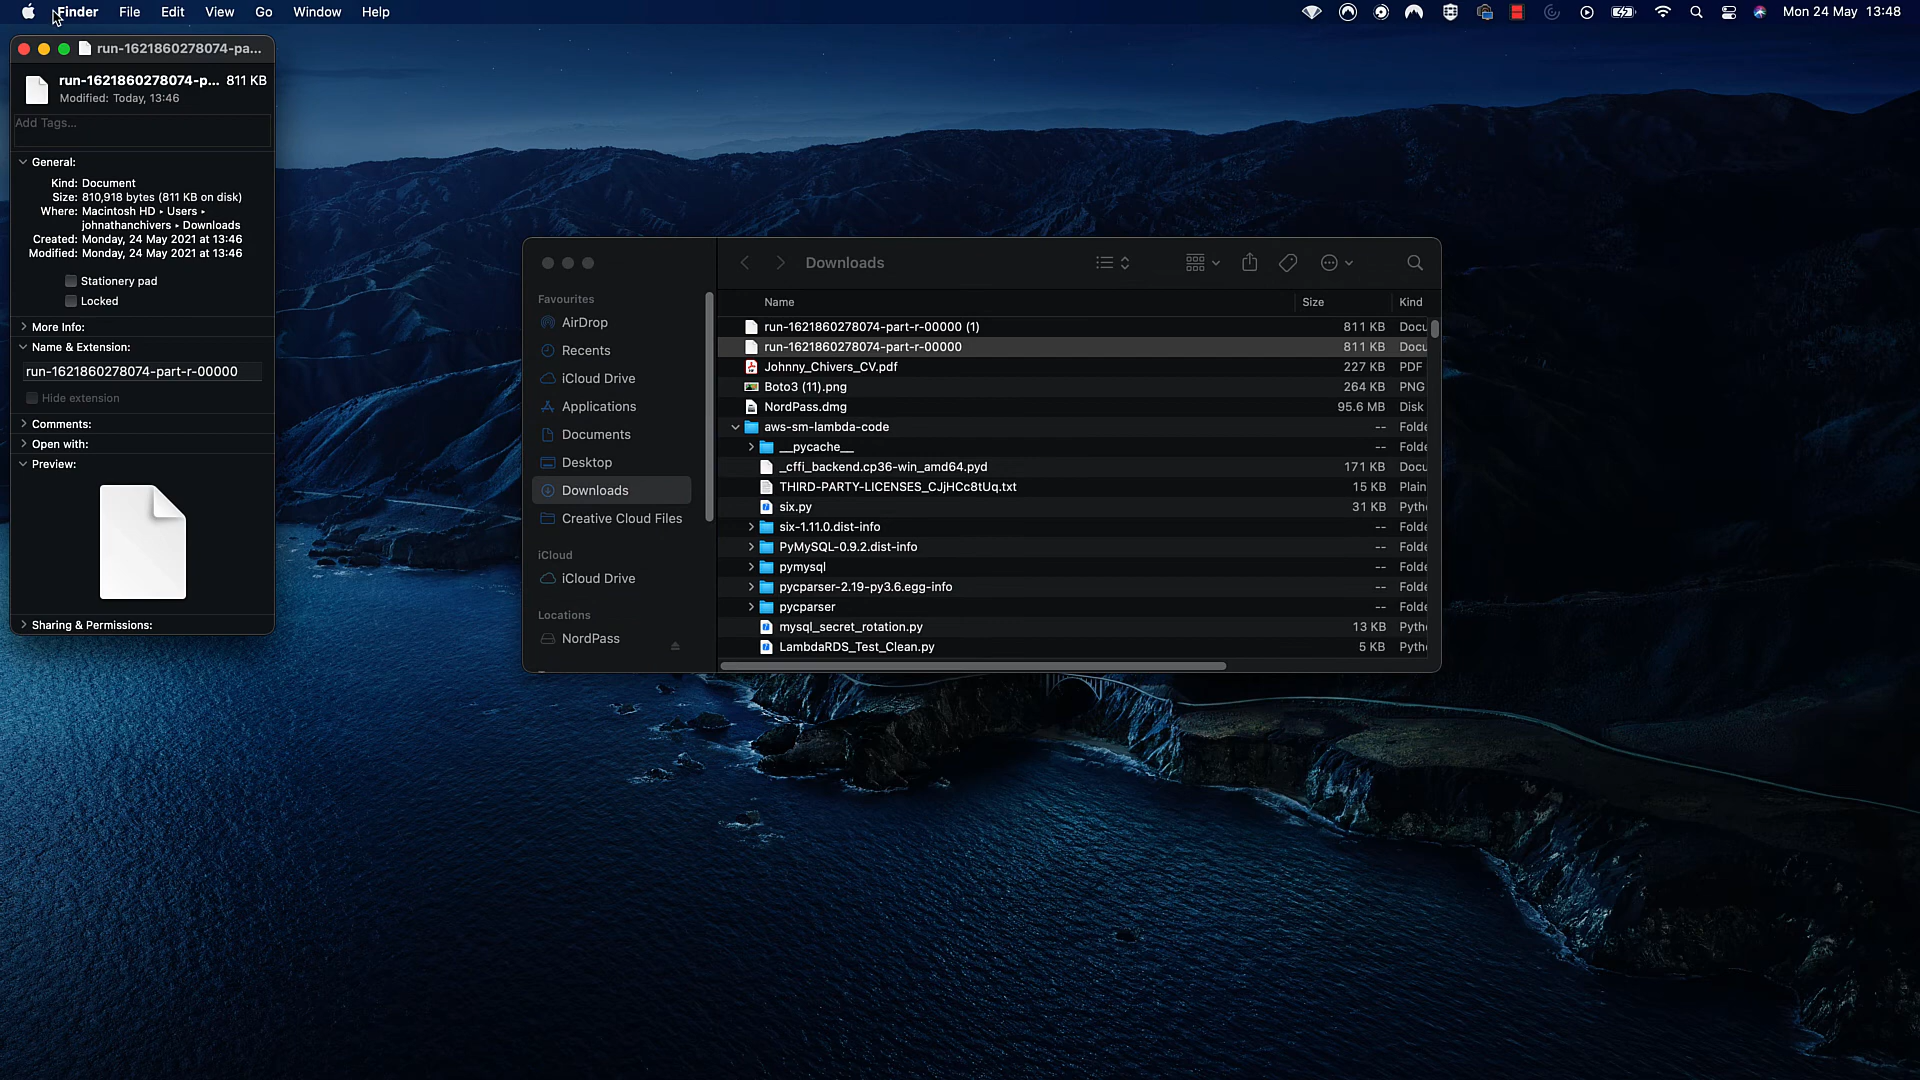 Finder File Edit View Go Window Help
Mon 24 May 13:48
run-1621860278074-pa...
run-1621860278074-p... 811 KB
Modified: Today, 13:46
Add Tags...
General:
Kind: Document
Size: 810,918 bytes (811 KB on disk)
Where: Macintosh HD ▸ Users ▸
johnathanchivers ▸ Downloads
Created: Monday, 24 May 2021 at 13:46
Modified: Monday, 24 May 2021 at 13:46
Stationery pad
Locked
More Info:
Name & Extension:
run-1621860278074-part-r-00000
Hide extension
Comments:
Open with:
Preview:
Sharing & Permissions:
Favourites
AirDrop
Recents
iCloud Drive
Applications
Documents
Desktop
Downloads
Creative Cloud Files
iCloud
iCloud Drive
Locations
NordPass
Downloads
Name Size Kind
run-1621860278074-part-r-00000 (1) 811 KB Docu
run-1621860278074-part-r-00000 811 KB Docu
Johnny_Chivers_CV.pdf 227 KB PDF
Boto3 (11).png 264 KB PNG
NordPass.dmg 95.6 MB Disk
aws-sm-lambda-code -- Folde
__pycache__ -- Folde
_cffi_backend.cp36-win_amd64.pyd 171 KB Docu
THIRD-PARTY-LICENSES_CJjHCc8tUq.txt 15 KB Plain
six.py 31 KB Pyth
six-1.11.0.dist-info -- Folde
PyMySQL-0.9.2.dist-info -- Folde
pymysql -- Folde
pycparser-2.19-py3.6.egg-info -- Folde
pycparser -- Folde
mysql_secret_rotation.py 13 KB Pyth
LambdaRDS_Test_Clean.py 5 KB Pyth